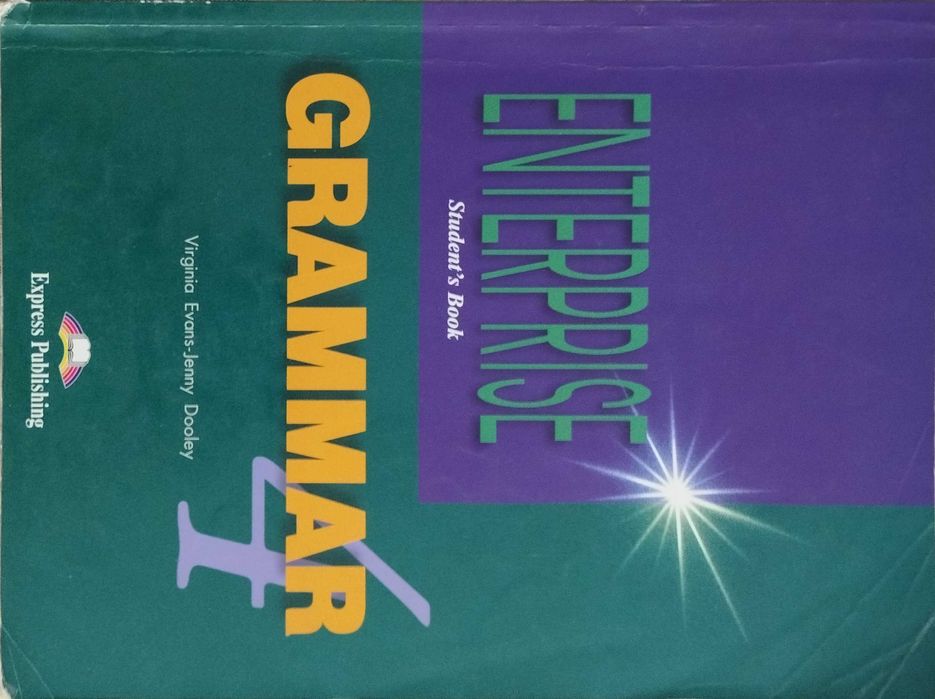 ENTERPRISE
Student's Book
GRAMMAR
4
Virginia Evans-Jenny Dooley
Express Publishing